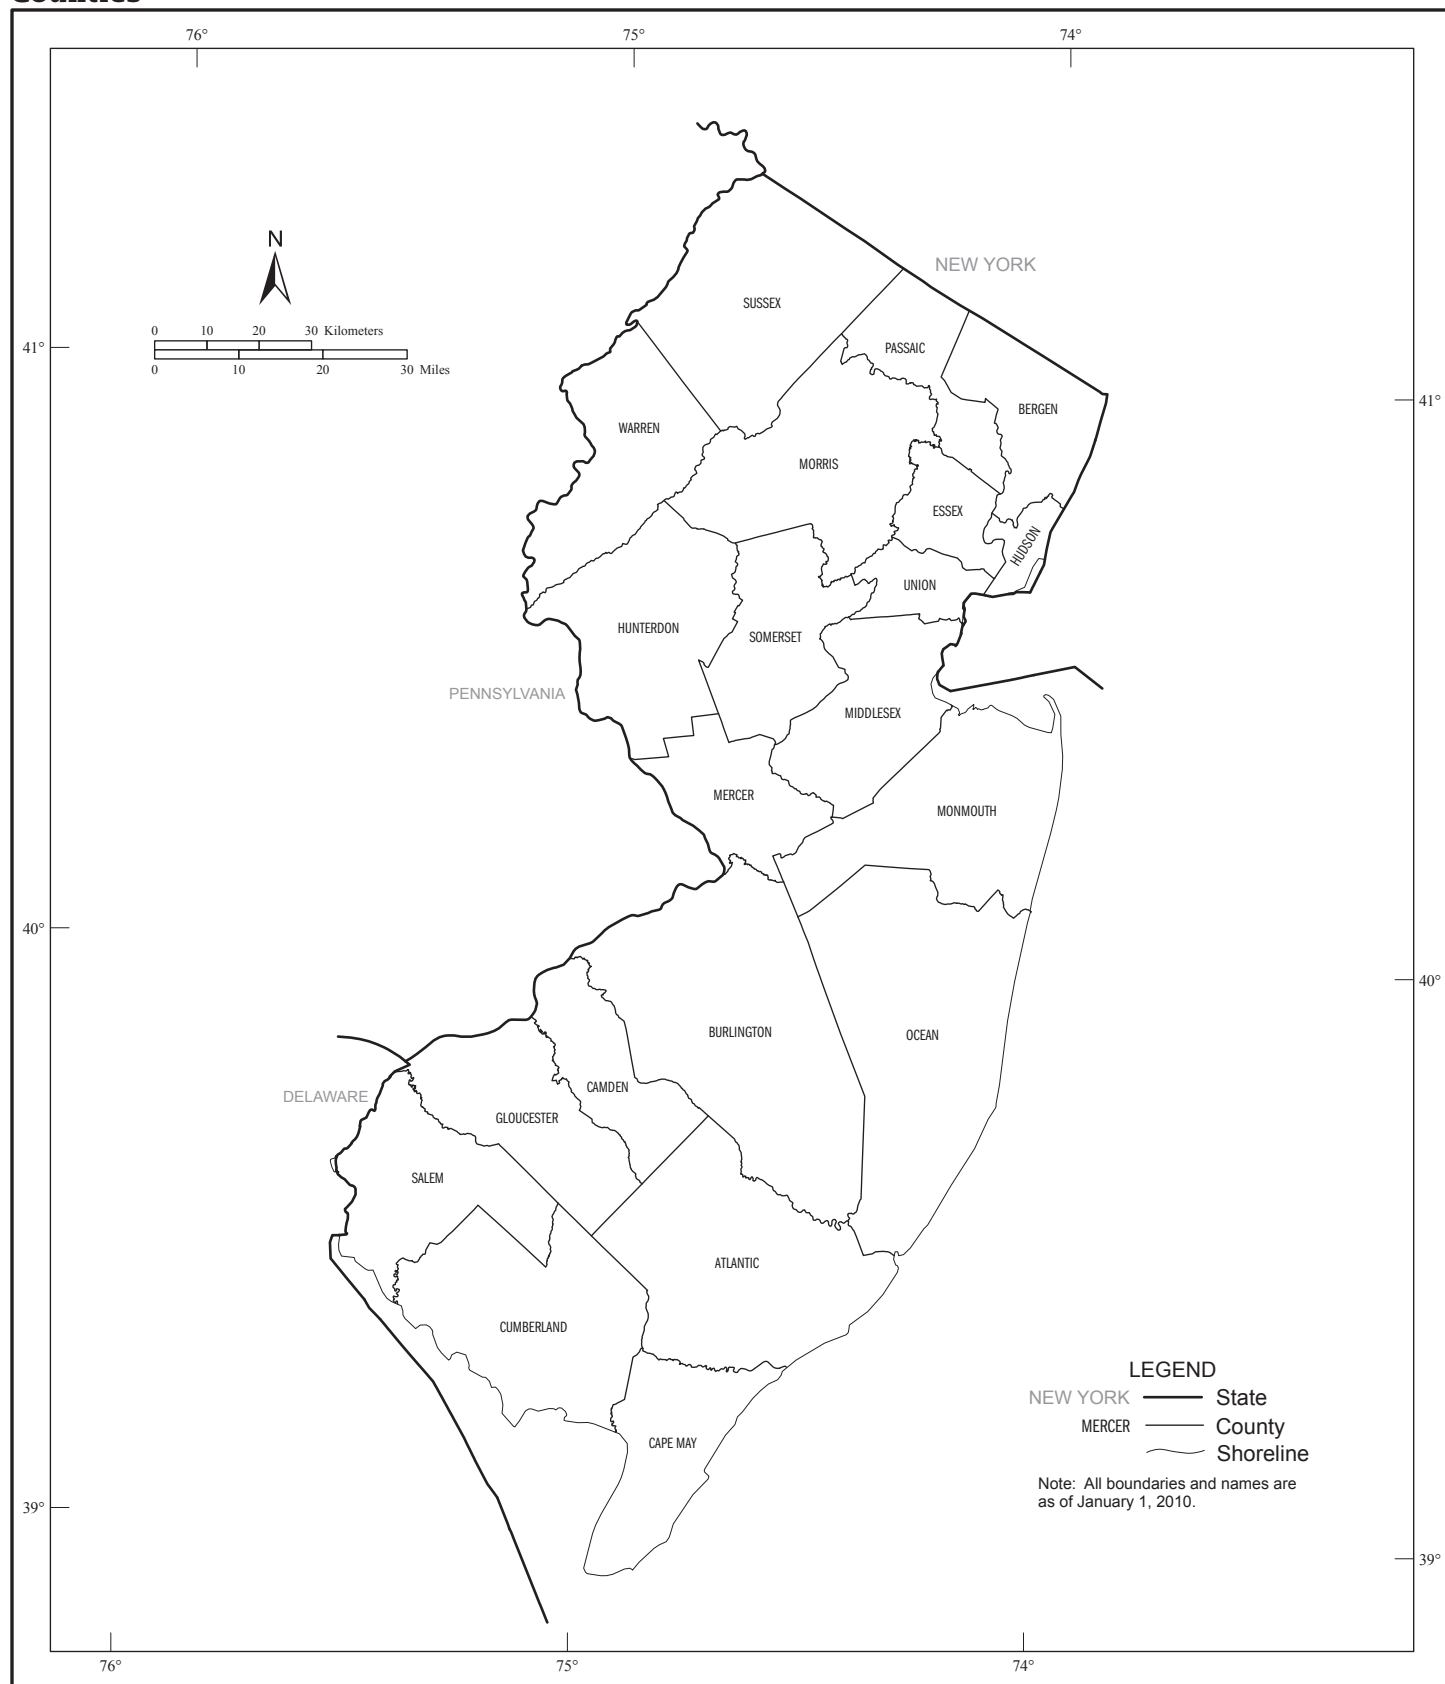 Counties
76°
75°
74°
NEW YORK
N
SUSSEX
0 10 20 30 Kilometers
0 10 20 30 Miles
41°
PASSAIC
41°
BERGEN
WARREN
MORRIS
ESSEX
HUDSON
UNION
HUNTERDON
SOMERSET
PENNSYLVANIA
MIDDLESEX
MERCER
MONMOUTH
40°
40°
BURLINGTON
OCEAN
CAMDEN
DELAWARE
GLOUCESTER
SALEM
ATLANTIC
CUMBERLAND
LEGEND
NEW YORK State
MERCER County
Shoreline
CAPE MAY
Note: All boundaries and names are
as of January 1, 2010.
39°
39°
76°
75°
74°